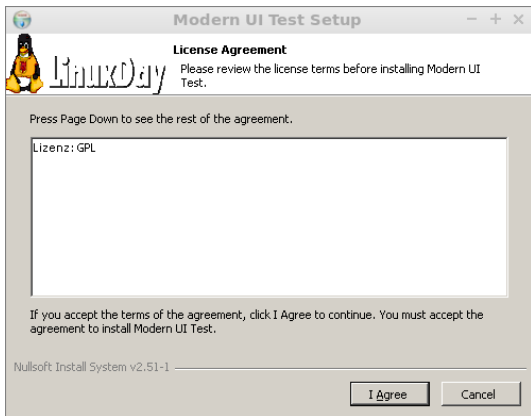 Modern UI Test Setup
LinuxDay
License Agreement
Please review the license terms before installing Modern UI
Test.
Press Page Down to see the rest of the agreement.
Lizenz: GPL
If you accept the terms of the agreement, click I Agree to continue. You must accept the
agreement to install Modern UI Test.
Nullsoft Install System v2.51-1
I Agree
Cancel